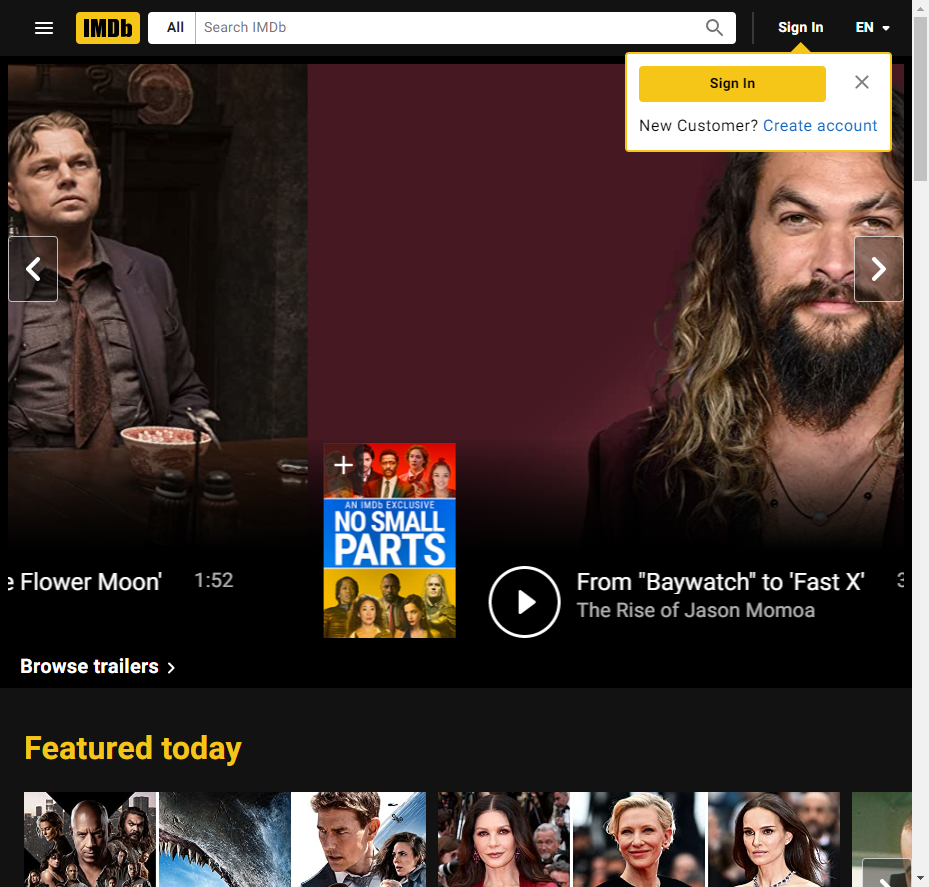 IMDb
All
Search IMDb
Sign In
EN
Sign In
New Customer? Create account
AN IMDb EXCLUSIVE
NO SMALL
PARTS
e Flower Moon'
1:52
From "Baywatch" to 'Fast X'
The Rise of Jason Momoa
Browse trailers
Featured today